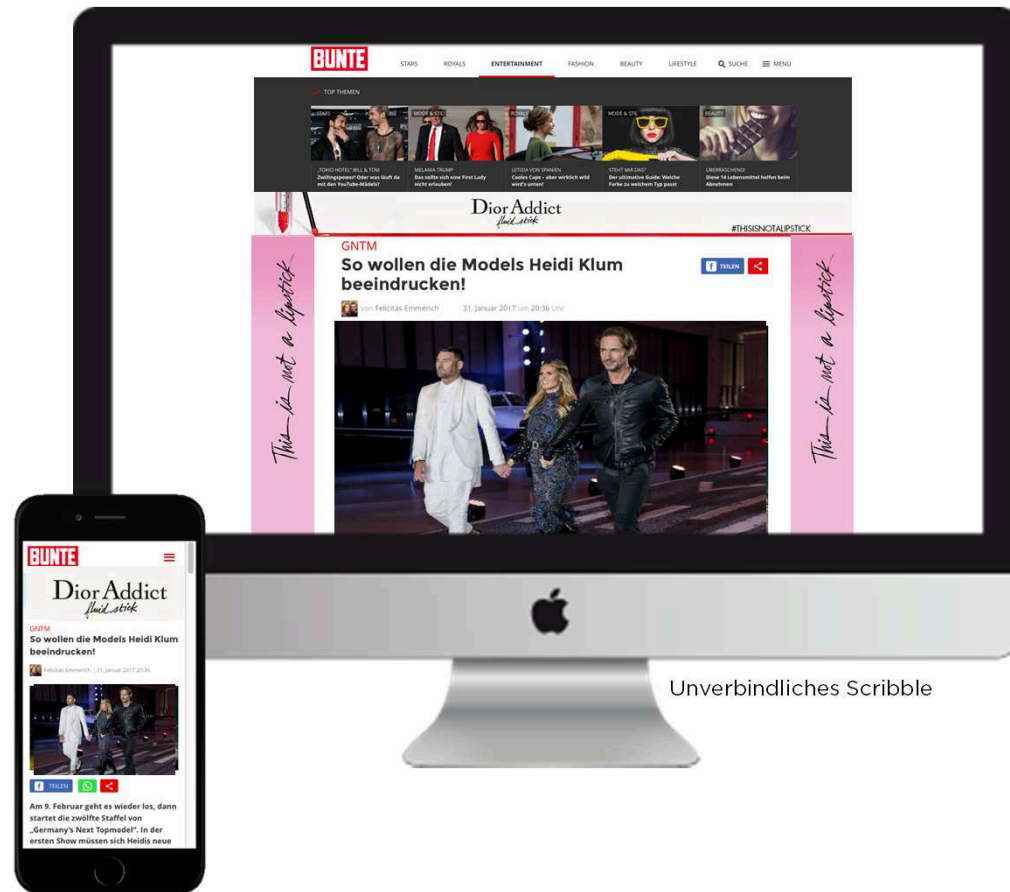 BUNTE
STARS ROYALS ENTERTAINMENT FASHION BEAUTY LIFESTYLE SUCHE MENÜ
TOP THEMEN
STARS
MODE & STIL
ROYALS
MODE & STIL
BEAUTY
„TOKIO HOTEL“ BILL & TOM
Zwillingspower! Oder was läuft da
mit den YouTube-Mädels?
MELANIA TRUMP
Das sollte sich eine First Lady
nicht erlauben!
LETIZIA VON SPANIEN
Cooles Cape – aber wirklich wild
wird's unten!
STEHT MIR DAS?
Der ultimative Guide: Welche
Farbe zu welchem Typ passt
ÜBERRASCHEND!
Diese 14 Lebensmittel helfen beim
Abnehmen
Dior Addict
fluid stick
#THISISNOTALIPSTICK
This is not a lipstick
GNTM
So wollen die Models Heidi Klum
beeindrucken!
TEILEN
von Felicitas Emmerich 31. Januar 2017 um 20:36 Uhr
This is not a lipstick
BUNTE
Dior Addict
fluid stick
GNTM
So wollen die Models Heidi Klum
beeindrucken!
Felicitas Emmerich | 31. Januar 2017 20:36
TEILEN
Am 9. Februar geht es wieder los, dann
startet die zwölfte Staffel von
„Germany's Next Topmodel“. In der
ersten Show müssen sich Heidis neue
Unverbindliches Scribble